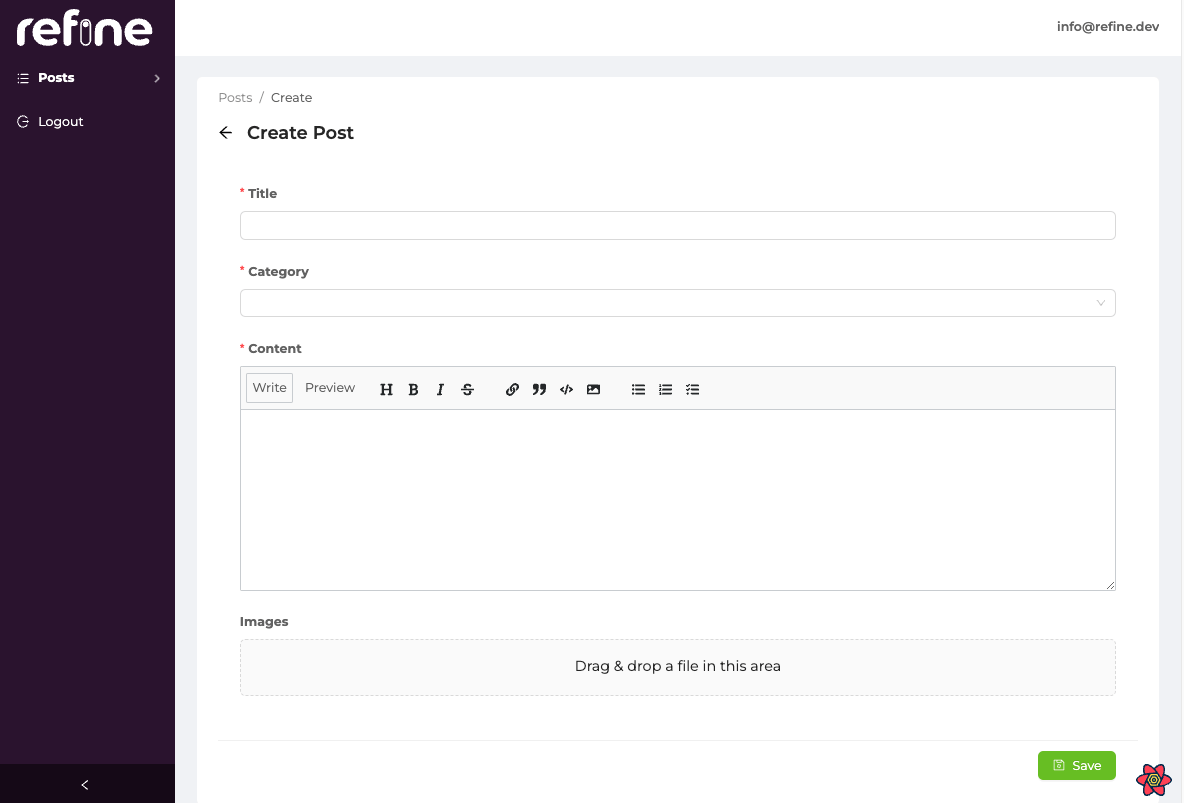 refine
info@refine.dev
Posts
Logout
Posts / Create
Create Post
* Title
* Category
* Content
Write Preview H B I S
Images
Drag & drop a file in this area
Save